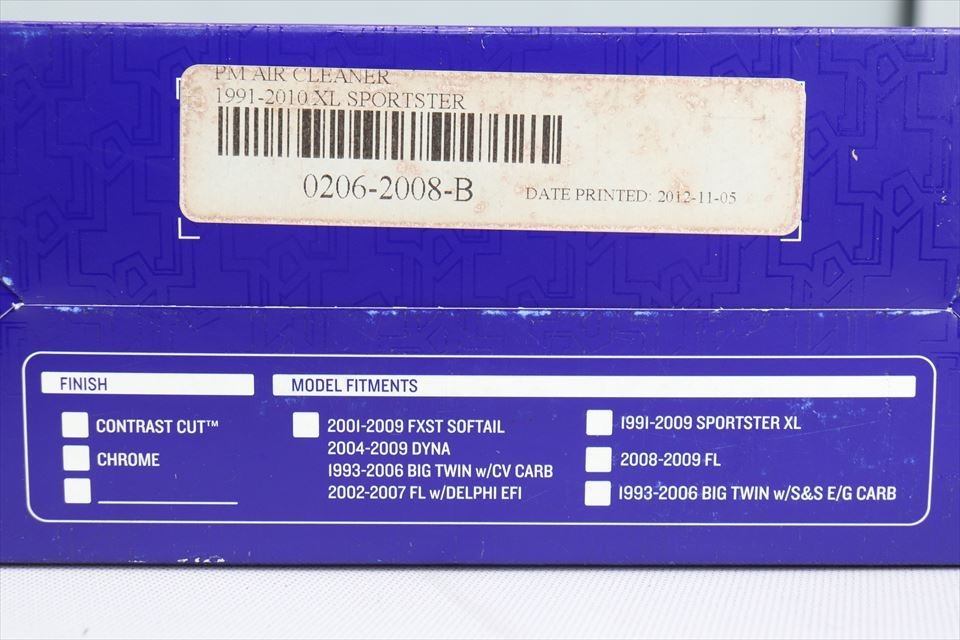 PM AIR CLEANER
1991-2010 XL SPORTSTER
0206-2008-B
DATE PRINTED: 2012-11-05
FINISH
CONTRAST CUT™
CHROME
MODEL FITMENTS
2001-2009 FXST SOFTAIL
2004-2009 DYNA
1993-2006 BIG TWIN w/CV CARB
2002-2007 FL w/DELPHI EFI
1991-2009 SPORTSTER XL
2008-2009 FL
1993-2006 BIG TWIN w/S&S E/G CARB